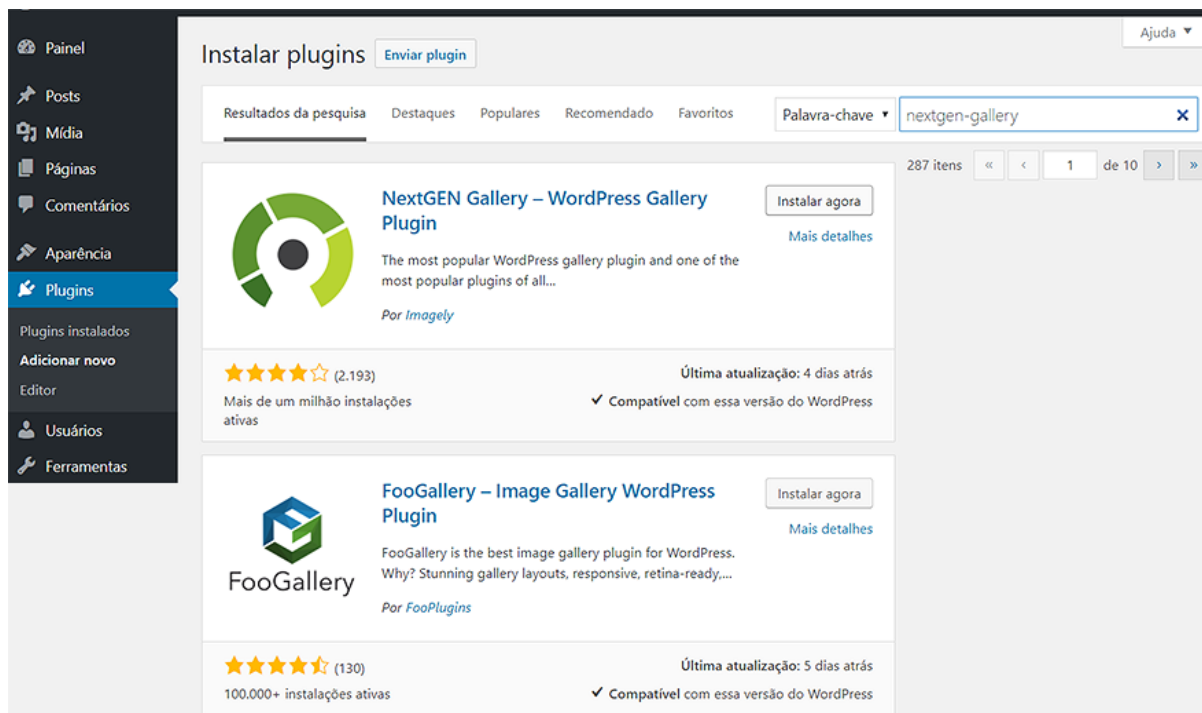 Ajuda ▼
Painel
Posts
Mídia
Páginas
Comentários
Aparência
Plugins
Plugins instalados
Adicionar novo
Editor
Usuários
Ferramentas
Instalar plugins Enviar plugin
Resultados da pesquisa Destaques Populares Recomendado Favoritos Palavra-chave ▼ nextgen-gallery ×
287 itens « ‹ 1 de 10 › »
NextGEN Gallery – WordPress Gallery
Plugin
Instalar agora
Mais detalhes
The most popular WordPress gallery plugin and one of the
most popular plugins of all...
Por Imagely
(2.193)
Mais de um milhão instalações
ativas
Última atualização: 4 dias atrás
✓ Compatível com essa versão do WordPress
FooGallery
FooGallery – Image Gallery WordPress
Plugin
Instalar agora
Mais detalhes
FooGallery is the best image gallery plugin for WordPress.
Why? Stunning gallery layouts, responsive, retina-ready,...
Por FooPlugins
(130)
100.000+ instalações ativas
Última atualização: 5 dias atrás
✓ Compatível com essa versão do WordPress